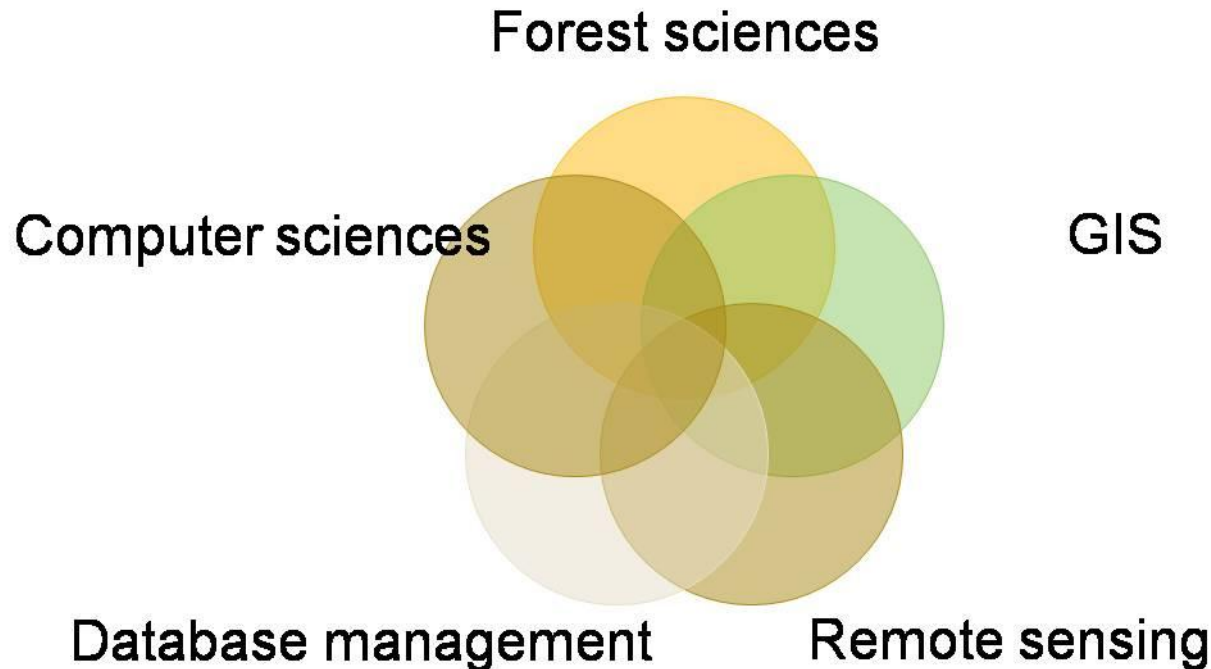 Forest sciences
Computer sciences
GIS
Database management
Remote sensing